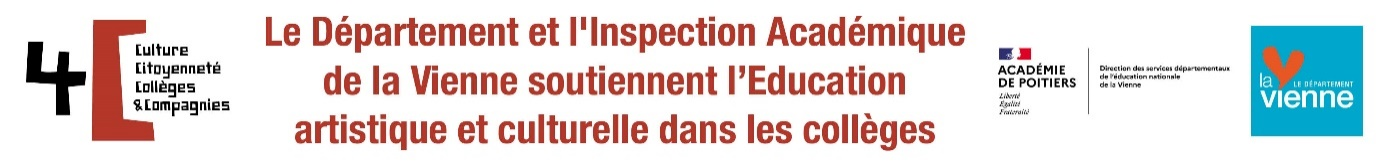 4C
Culture
Citoyenneté
Collèges
&Compagnies
Le Département et l'Inspection Académique
de la Vienne soutiennent l’Education
artistique et culturelle dans les collèges
ACADÉMIE
DE POITIERS
Liberté
Égalité
Fraternité
Direction des services départementaux
de l'éducation nationale
de la Vienne
la
LE DÉPARTEMENT
vienne